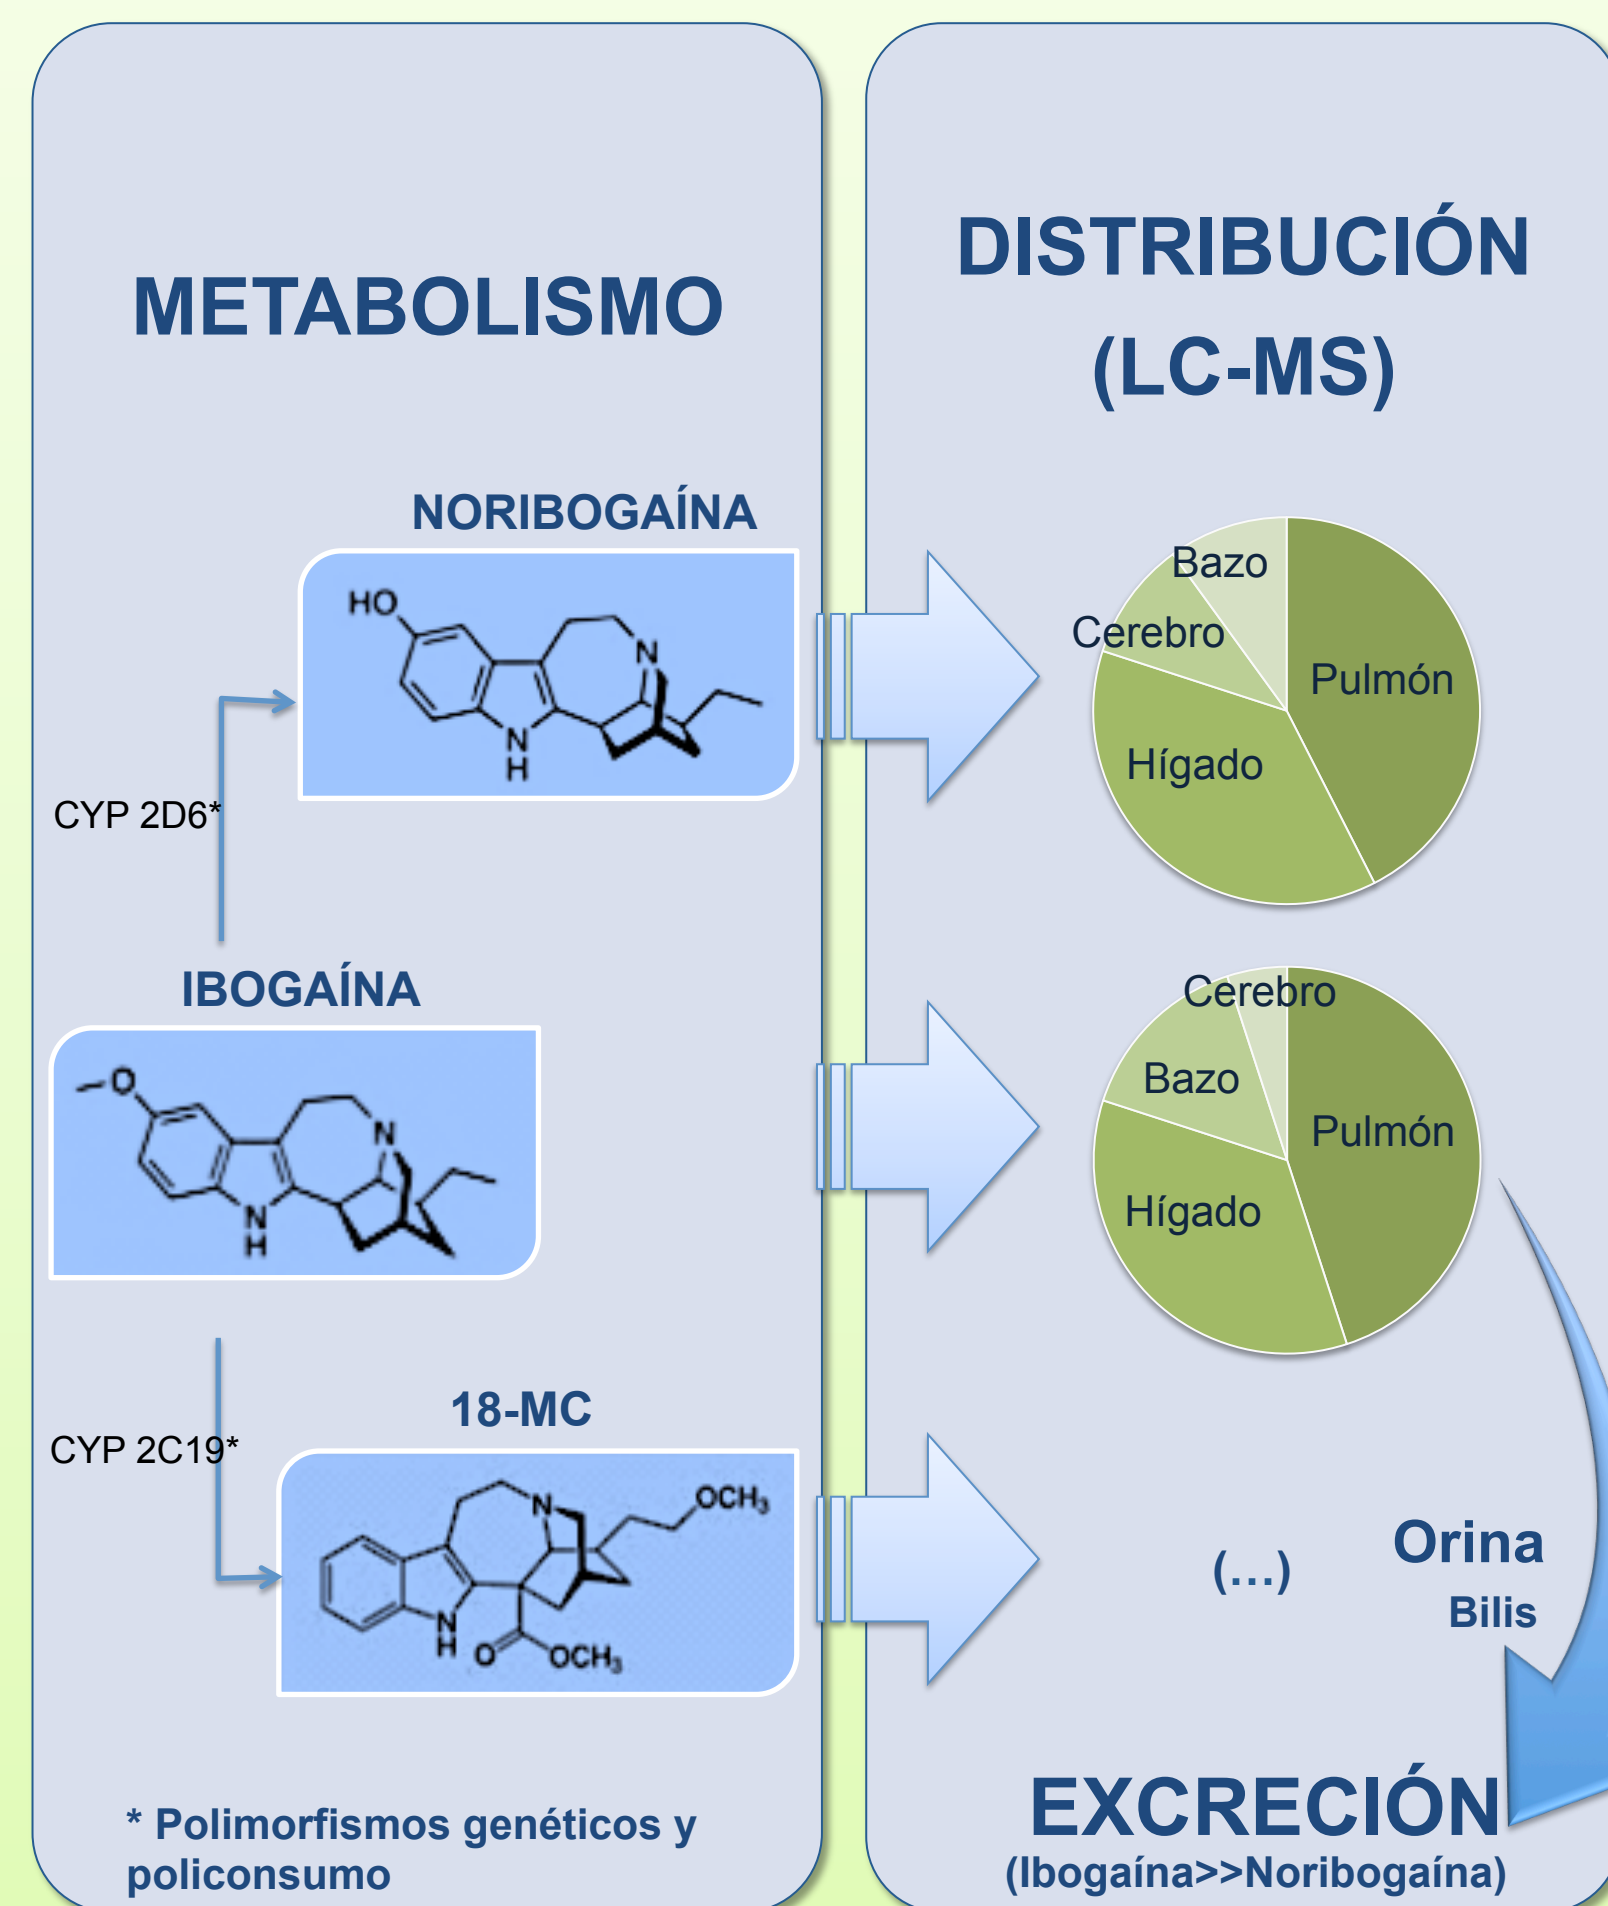 METABOLISMO
NORIBOGAÍNA
HO
N
N
H
CYP 2D6*
IBOGAÍNA
O
N
N
H
18-MC
CYP 2C19*
N
OCH₃
N
H
O
OCH₃
* Polimorfismos genéticos y
policonsumo
DISTRIBUCIÓN
(LC-MS)
Bazo
Cerebro
Pulmón
Hígado
Cerebro
Bazo
Pulmón
Hígado
(...)
Orina
Bilis
EXCRECIÓN
(Ibogaína>>Noribogaína)